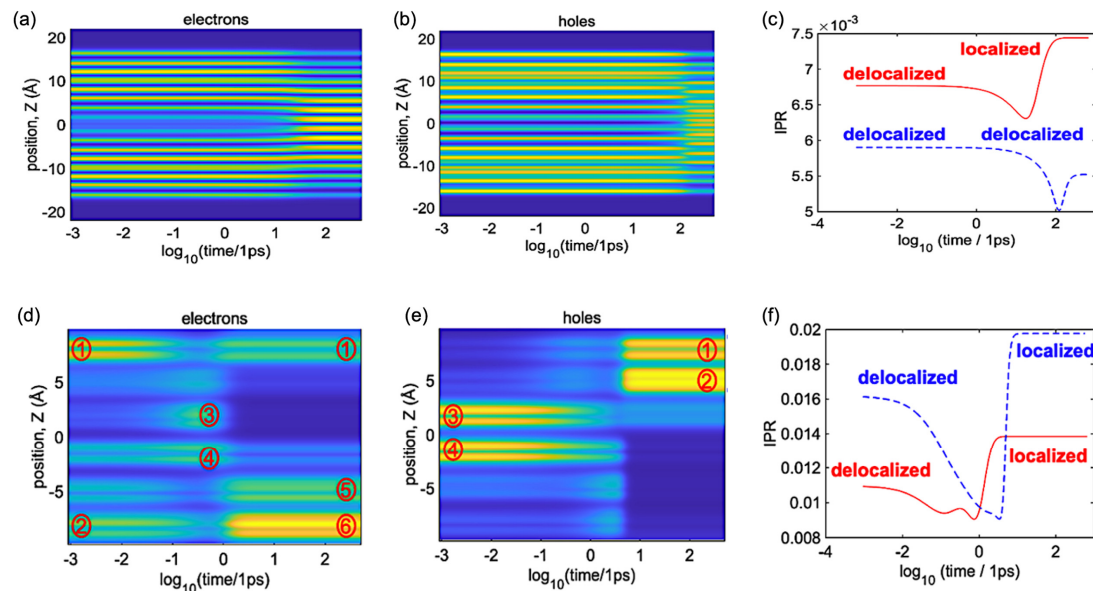 (a)
electrons
position, Z (Å)
20
10
0
-10
-20
-3 -2 -1 0 1 2
log10(time/1ps)
(b)
holes
position, Z (Å)
20
10
0
-10
-20
-3 -2 -1 0 1 2
log10(time/1ps)
(c)
×10-3
7.5
7
6.5
6
5.5
5
IPR
localized
delocalized
delocalized delocalized
-4 -2 0 2
log10 (time / 1ps)
(d)
electrons
position, Z (Å)
5
0
-5
① ①
③
④
⑤
② ⑥
-3 -2 -1 0 1 2
log10(time/1ps)
(e)
holes
position, Z (Å)
5
0
-5
①
②
③
④
-3 -2 -1 0 1 2
log10(time/1ps)
(f)
0.02
0.018
0.016
0.014
0.012
0.01
0.008
IPR
localized
delocalized
localized
delocalized
-4 -2 0 2
log10 (time / 1ps)